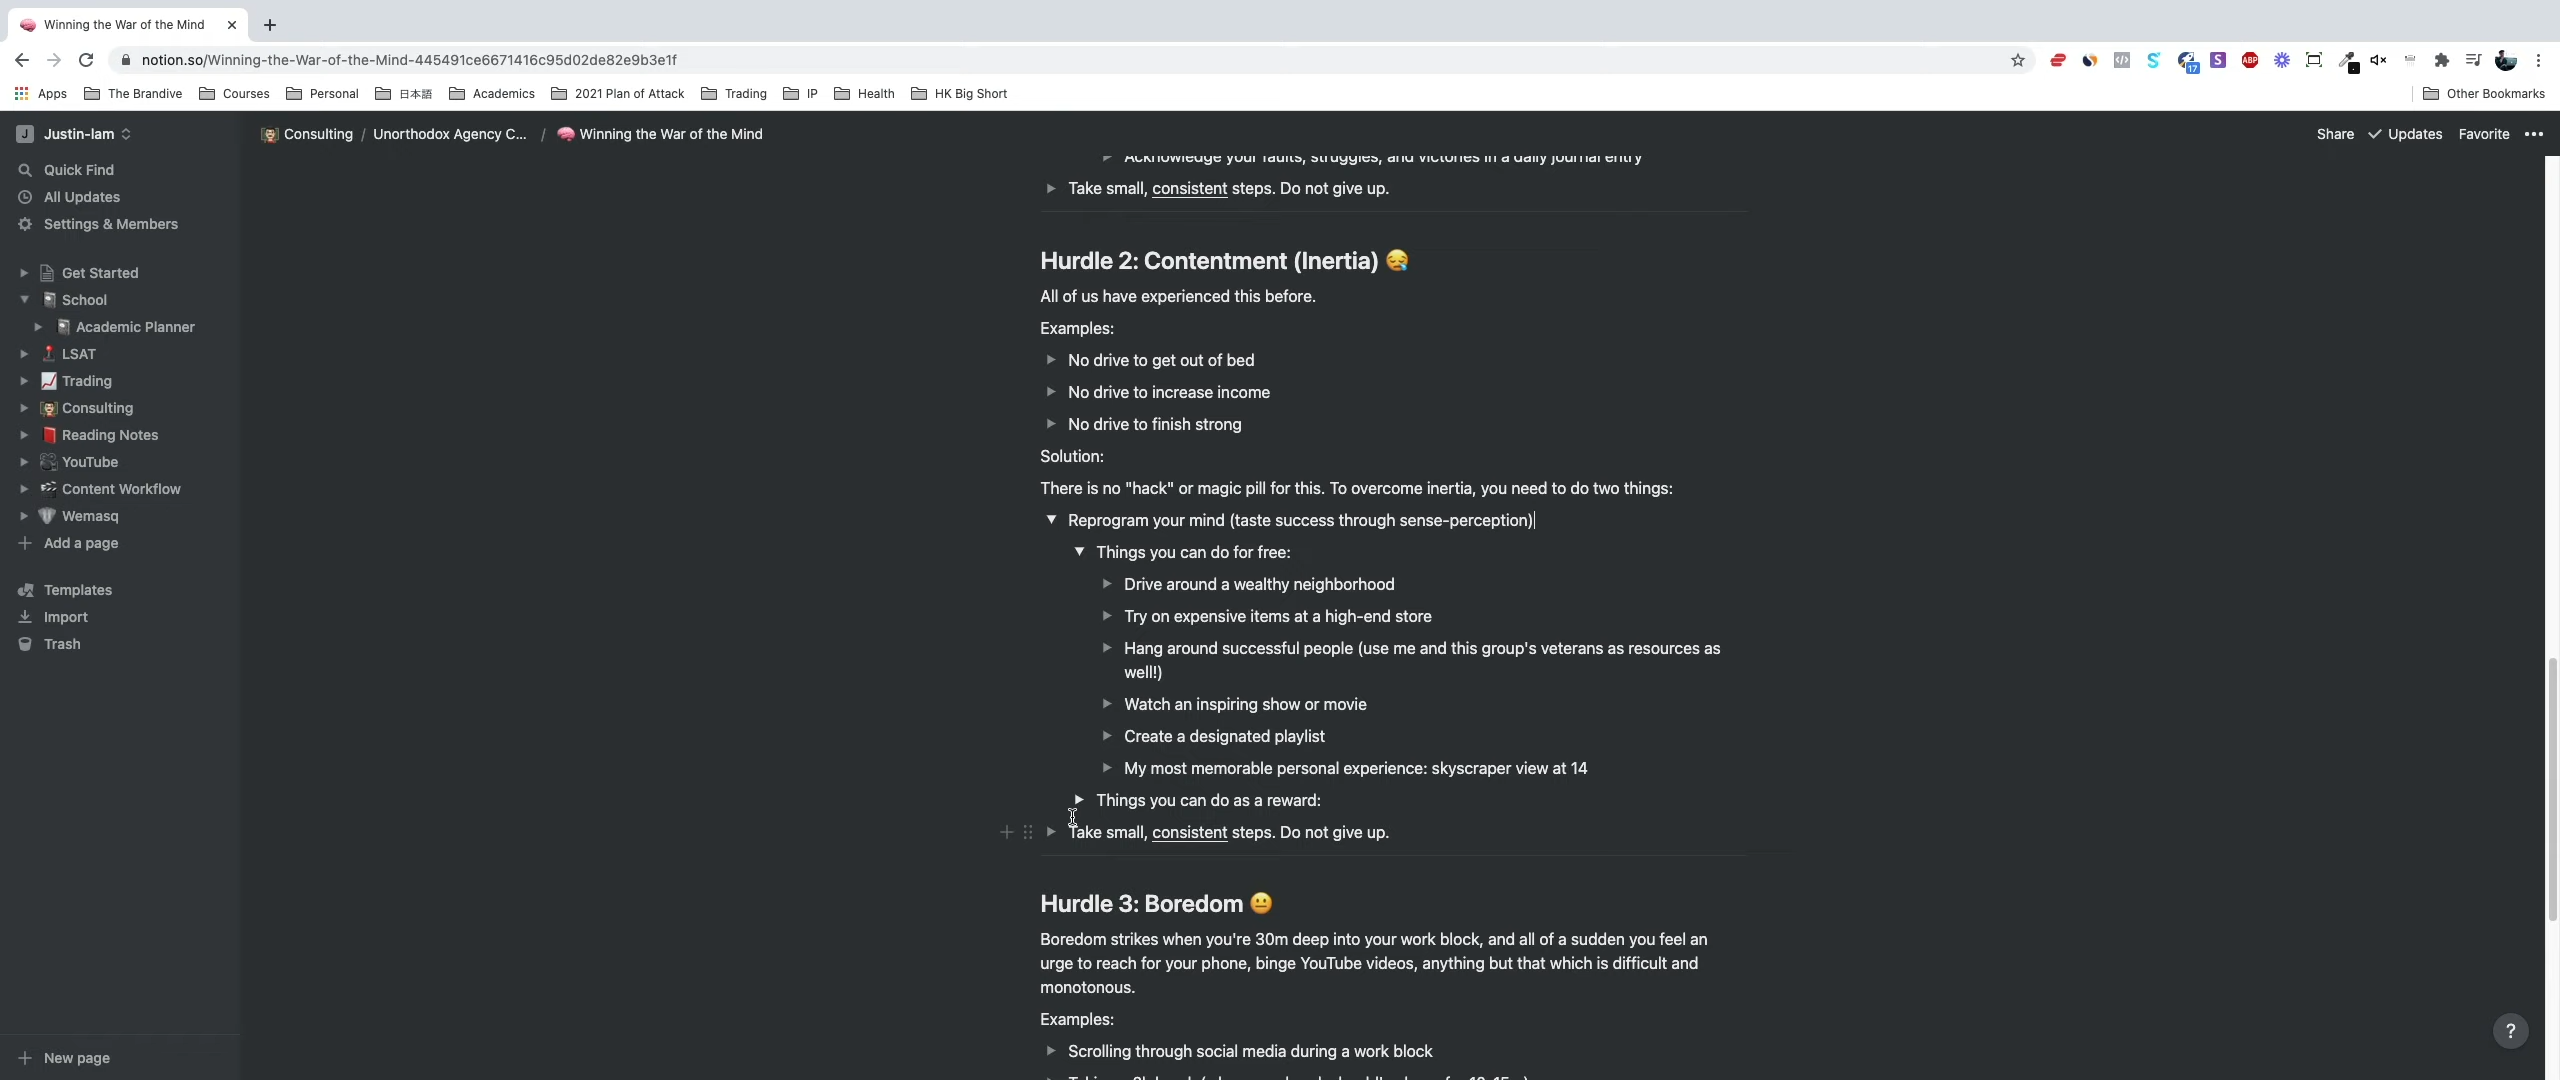 Winning the War of the Mind
notion.so/Winning-the-War-of-the-Mind-445491ce6671416c95d02de82e9b3e1f
17
ABP
Apps
The Brandive
Courses
Personal
日本語
Academics
2021 Plan of Attack
Trading
IP
Health
HK Big Short
Other Bookmarks
J Justin-lam
Consulting / Unorthodox Agency C... / Winning the War of the Mind
Share
Updates
Favorite
Quick Find
All Updates
Settings & Members
Get Started
School
Academic Planner
LSAT
Trading
Consulting
Reading Notes
YouTube
Content Workflow
Wemasq
Add a page
Templates
Import
Trash
New page
Acknowledge your faults, struggles, and victories in a daily journal entry
Take small, consistent steps. Do not give up.
Hurdle 2: Contentment (Inertia) 😪
All of us have experienced this before.
Examples:
No drive to get out of bed
No drive to increase income
No drive to finish strong
Solution:
There is no "hack" or magic pill for this. To overcome inertia, you need to do two things:
Reprogram your mind (taste success through sense-perception)
Things you can do for free:
Drive around a wealthy neighborhood
Try on expensive items at a high-end store
Hang around successful people (use me and this group's veterans as resources as
well!)
Watch an inspiring show or movie
Create a designated playlist
My most memorable personal experience: skyscraper view at 14
Things you can do as a reward:
Take small, consistent steps. Do not give up.
Hurdle 3: Boredom 😐
Boredom strikes when you're 30m deep into your work block, and all of a sudden you feel an
urge to reach for your phone, binge YouTube videos, anything but that which is difficult and
monotonous.
Examples:
Scrolling through social media during a work block
?